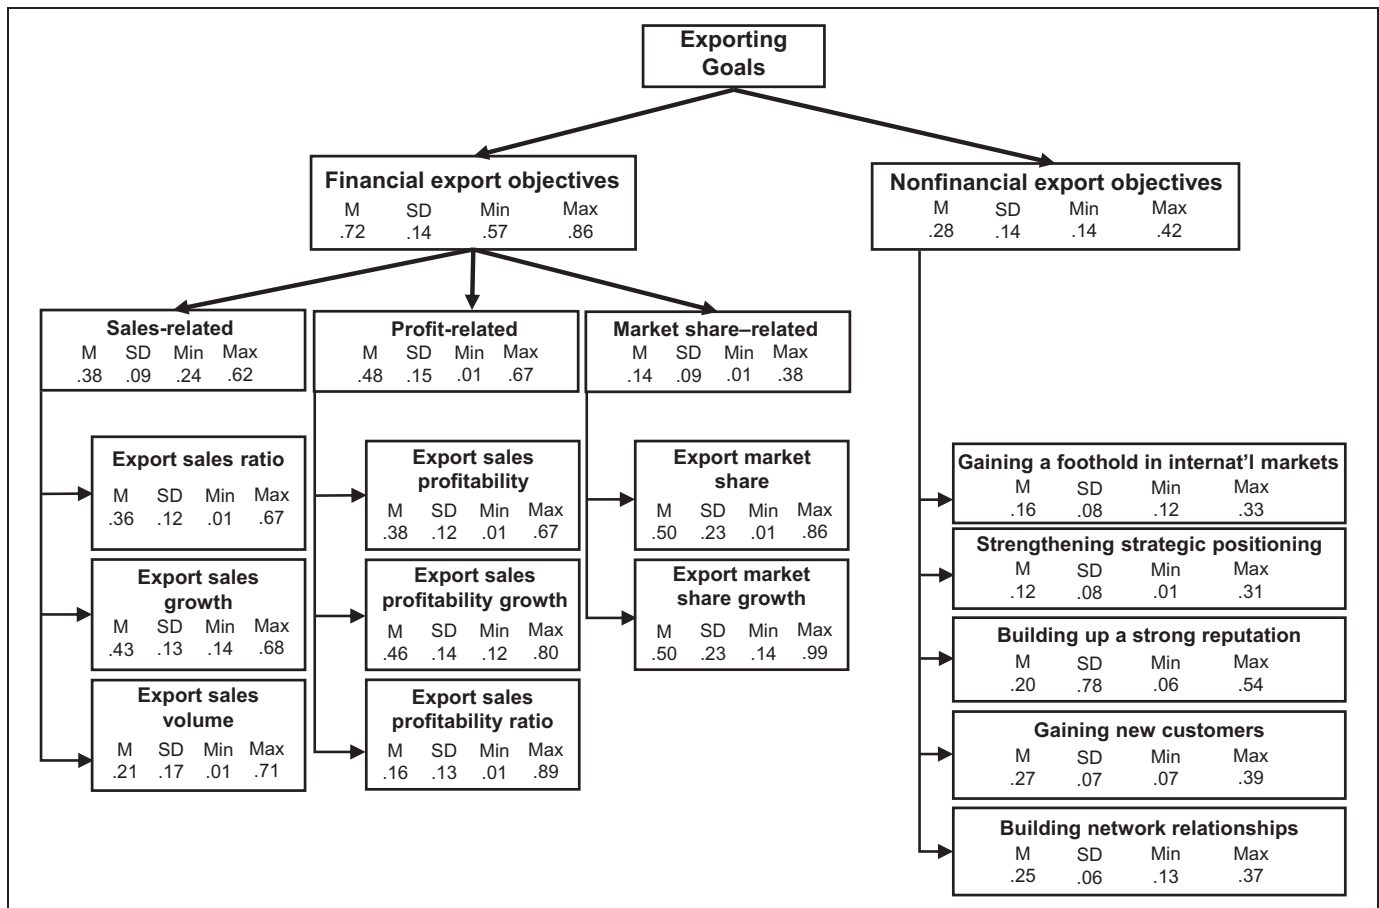 Exporting
Goals
Financial export objectives
M SD Min Max
.72 .14 .57 .86
Nonfinancial export objectives
M SD Min Max
.28 .14 .14 .42
Sales-related
M SD Min Max
.38 .09 .24 .62
Profit-related
M SD Min Max
.48 .15 .01 .67
Market share–related
M SD Min Max
.14 .09 .01 .38
Export sales ratio
M SD Min Max
.36 .12 .01 .67
Export sales
growth
M SD Min Max
.43 .13 .14 .68
Export sales
volume
M SD Min Max
.21 .17 .01 .71
Export sales
profitability
M SD Min Max
.38 .12 .01 .67
Export sales
profitability growth
M SD Min Max
.46 .14 .12 .80
Export sales
profitability ratio
M SD Min Max
.16 .13 .01 .89
Export market
share
M SD Min Max
.50 .23 .01 .86
Export market
share growth
M SD Min Max
.50 .23 .14 .99
Gaining a foothold in internat’l markets
M SD Min Max
.16 .08 .12 .33
Strengthening strategic positioning
M SD Min Max
.12 .08 .01 .31
Building up a strong reputation
M SD Min Max
.20 .78 .06 .54
Gaining new customers
M SD Min Max
.27 .07 .07 .39
Building network relationships
M SD Min Max
.25 .06 .13 .37